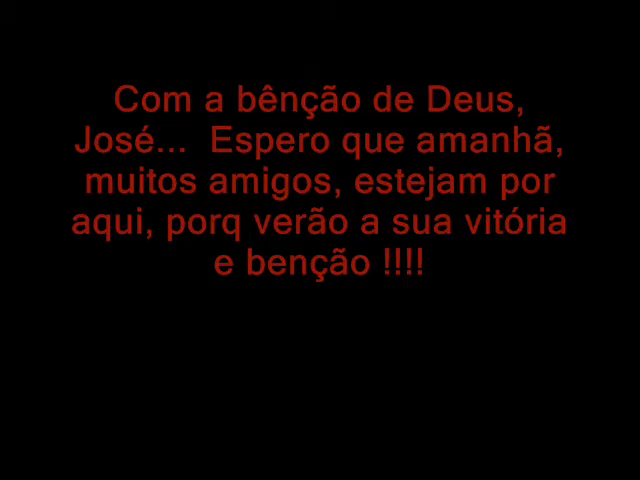 Com a bênção de Deus,
José...  Espero que amanhã,
muitos amigos, estejam por
aqui, porq verão a sua vitória
e benção !!!!